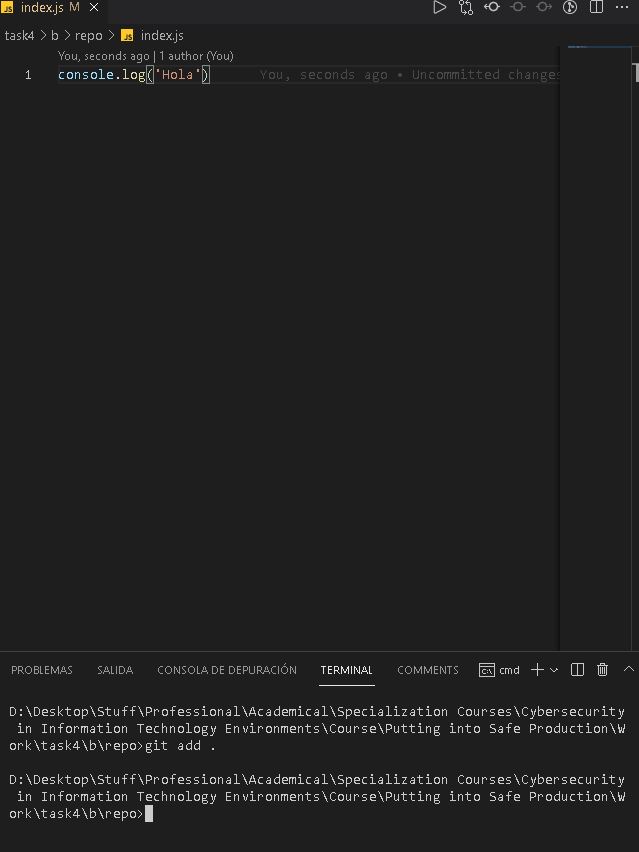 JS index.js M
task4 > b > repo > JS index.js
You, seconds ago | 1 author (You)
1 console.log('Hola') You, seconds ago • Uncommitted changes
PROBLEMAS SALIDA CONSOLA DE DEPURACIÓN TERMINAL COMMENTS cmd
D:\Desktop\Stuff\Professional\Academical\Specialization Courses\Cybersecurity
in Information Technology Environments\Course\Putting into Safe Production\W
ork\task4\b\repo>git add .
D:\Desktop\Stuff\Professional\Academical\Specialization Courses\Cybersecurity
in Information Technology Environments\Course\Putting into Safe Production\W
ork\task4\b\repo>